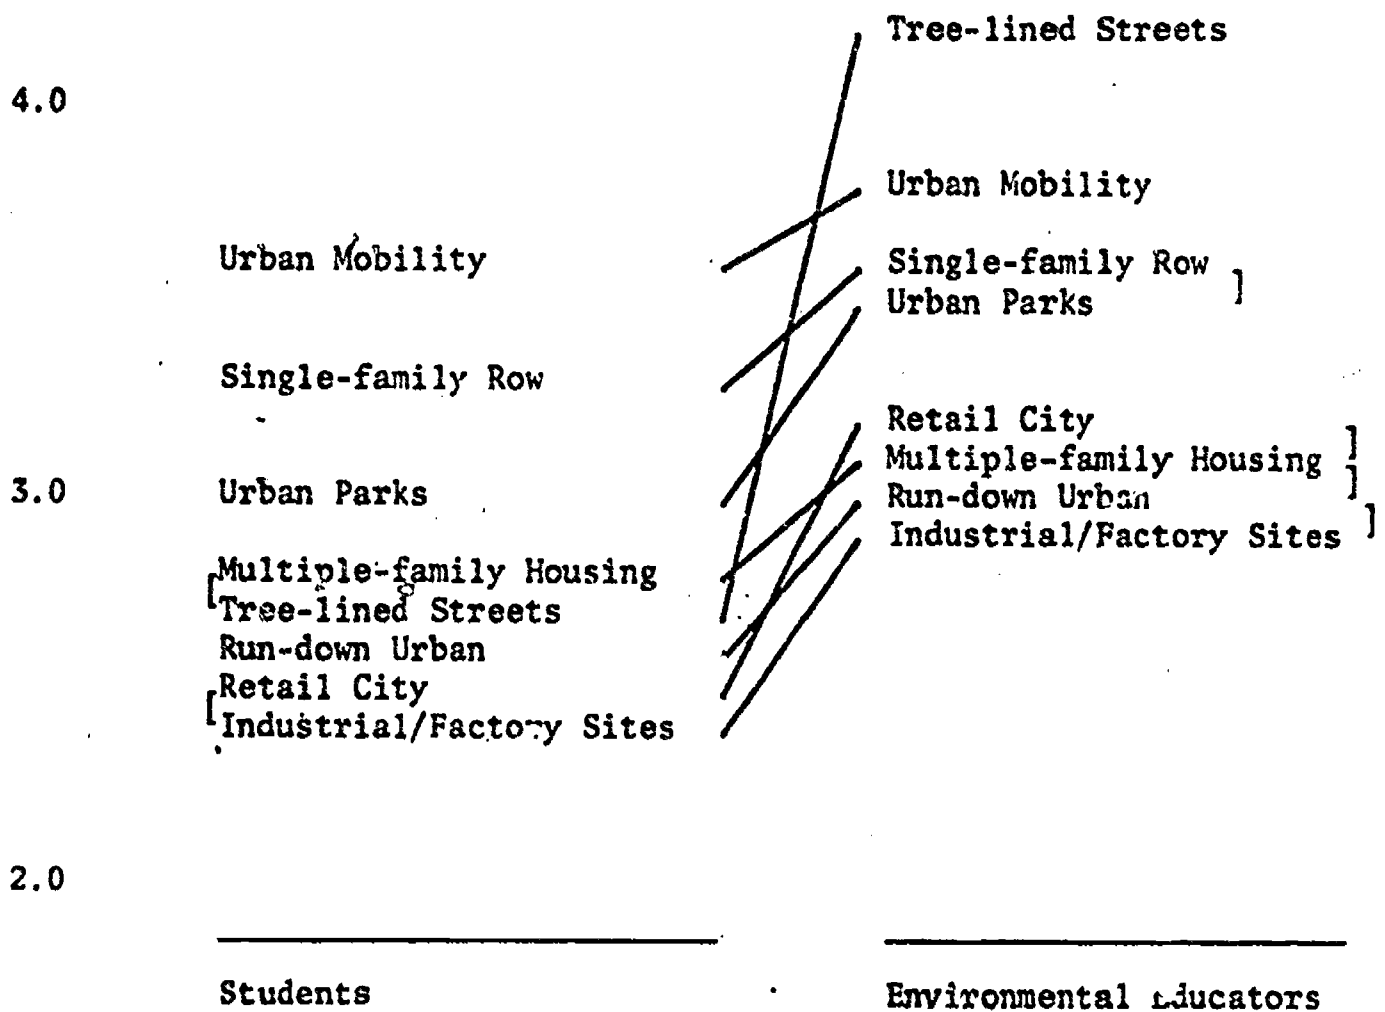 Tree-lined Streets
4.0
Urban Mobility
Urban Mobility
Single-family Row
Urban Parks
Single-family Row
Retail City
Multiple-family Housing
3.0
Urban Parks
Run-down Urban
Industrial/Factory Sites
Multiple-family Housing
Tree-lined Streets
Run-down Urban
Retail City
Industrial/Factory Sites
2.0
Students
Environmental Educators